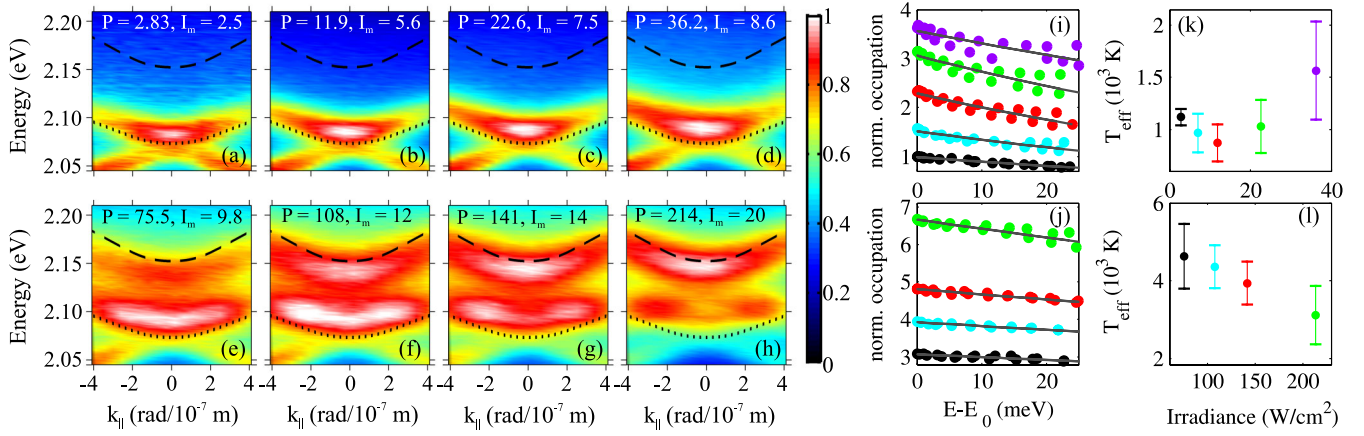 P = 2.83, I_m = 2.5
P = 11.9, I_m = 5.6
P = 22.6, I_m = 7.5
P = 36.2, I_m = 8.6
Energy (eV)
2.20
2.15
2.10
2.05
(a)
(b)
(c)
(d)
P = 75.5, I_m = 9.8
P = 108, I_m = 12
P = 141, I_m = 14
P = 214, I_m = 20
Energy (eV)
2.20
2.15
2.10
2.05
(e)
(f)
(g)
(h)
-4 -2 0 2 4
-4 -2 0 2 4
-4 -2 0 2 4
-4 -2 0 2 4
k_|| (rad/10^-7 m)
k_|| (rad/10^-7 m)
k_|| (rad/10^-7 m)
k_|| (rad/10^-7 m)
1
0.8
0.6
0.4
0.2
0
(i)
norm. occupation
4
3
2
1
0 10 20
(j)
norm. occupation
7
6
5
4
3
0 10 20
E-E_0 (meV)
(k)
T_eff (10^3 K)
2
1.5
1
0 20 40
(l)
T_eff (10^3 K)
6
4
2
100 150 200
Irradiance (W/cm^2)